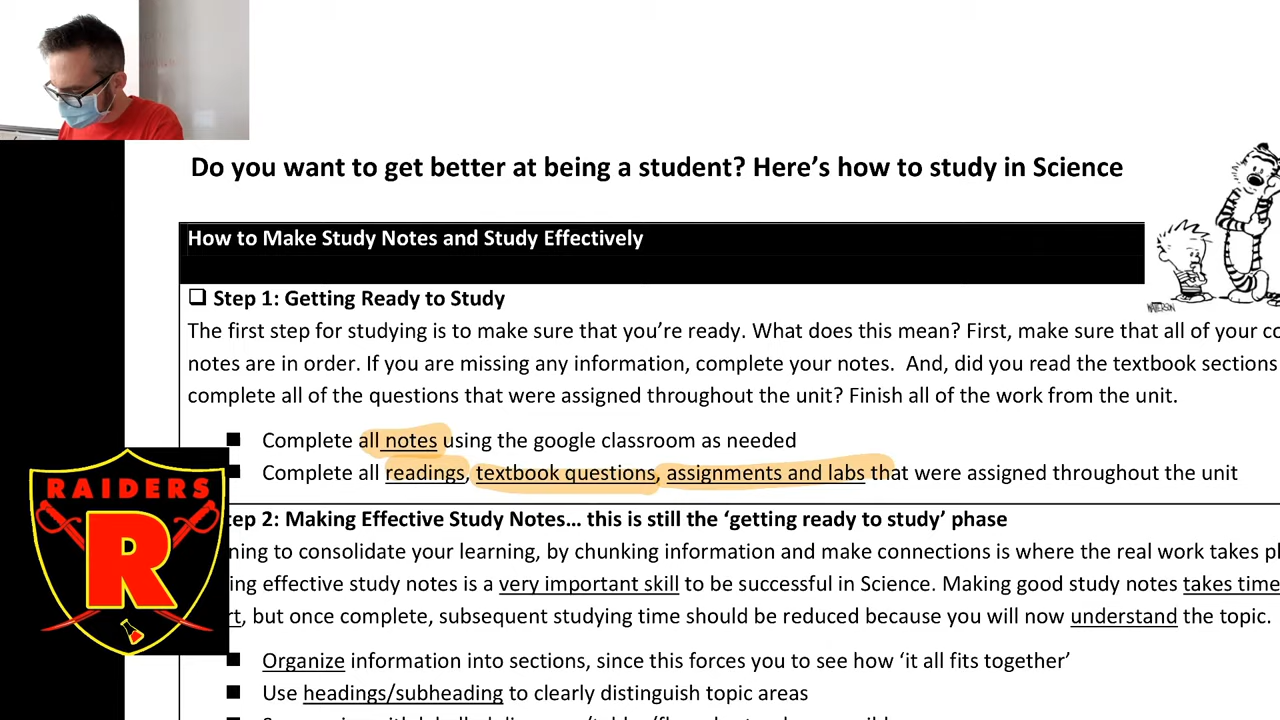 Do you want to get better at being a student? Here's how to study in Science
How to Make Study Notes and Study Effectively
❑ Step 1: Getting Ready to Study
The first step for studying is to make sure that you're ready. What does this mean? First, make sure that all of your
notes are in order. If you are missing any information, complete your notes. And, did you read the textbook sections
complete all of the questions that were assigned throughout the unit? Finish all of the work from the unit.
■ Complete all notes using the google classroom as needed
■ Complete all readings, textbook questions, assignments and labs that were assigned throughout the unit
RAIDERS
R
Step 2: Making Effective Study Notes… this is still the 'getting ready to study' phase
to consolidate your learning, by chunking information and make connections is where the real work takes
effective study notes is a very important skill to be successful in Science. Making good study notes takes time
but once complete, subsequent studying time should be reduced because you will now understand the topic.
■ Organize information into sections, since this forces you to see how 'it all fits together'
■ Use headings/subheading to clearly distinguish topic areas
WATERSON